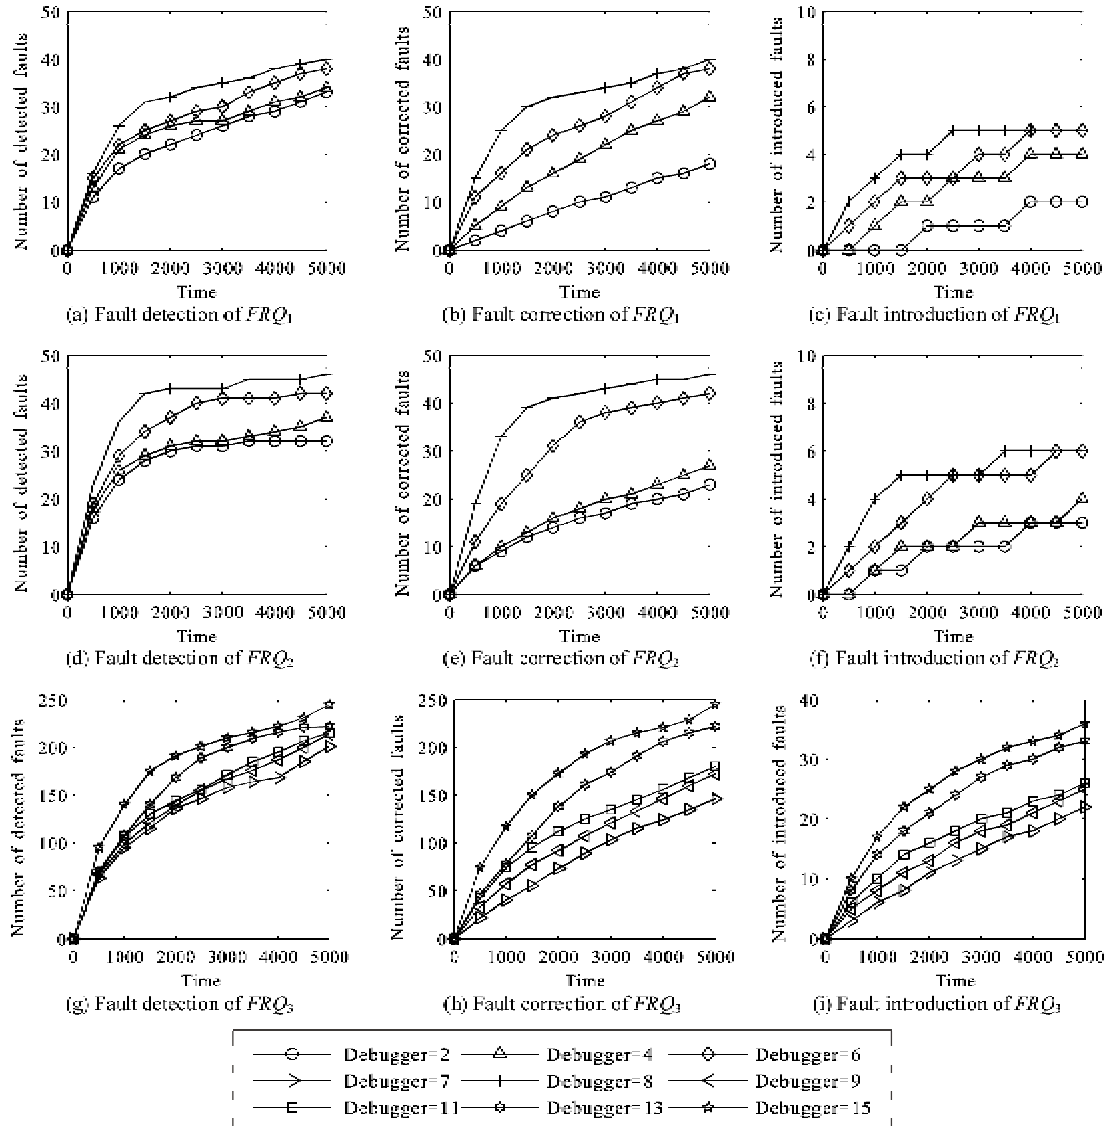 50
40
30
20
10
0
Number of detected faults
0 1000 2000 3000 4000 5000
Time
(a) Fault detection of FRQ1
50
40
30
20
10
0
Number of corrected faults
0 1000 2000 3000 4000 5000
Time
(b) Fault correction of FRQ1
10
8
6
4
2
0
Number of introduced faults
0 1000 2000 3000 4000 5000
Time
(c) Fault introduction of FRQ1
50
40
30
20
10
0
Number of detected faults
0 1000 2000 3000 4000 5000
Time
(d) Fault detection of FRQ2
50
40
30
20
10
0
Number of corrected faults
0 1000 2000 3000 4000 5000
Time
(e) Fault correction of FRQ2
10
8
6
4
2
0
Number of introduced faults
0 1000 2000 3000 4000 5000
Time
(f) Fault introduction of FRQ2
250
200
150
100
50
0
Number of detected faults
0 1000 2000 3000 4000 5000
Time
(g) Fault detection of FRQ3
250
200
150
100
50
0
Number of corrected faults
0 1000 2000 3000 4000 5000
Time
(h) Fault correction of FRQ3
40
30
20
10
0
Number of introduced faults
0 1000 2000 3000 4000 5000
Time
(i) Fault introduction of FRQ3
Debugger=2 Debugger=4 Debugger=6
Debugger=7 Debugger=8 Debugger=9
Debugger=11 Debugger=13 Debugger=15